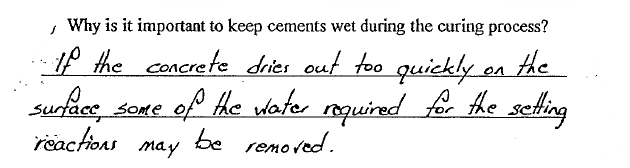 Why is it important to keep cements wet during the curing process?
If the concrete dries out too quickly on the
surface, some of the water required for the setting
reactions may be removed.